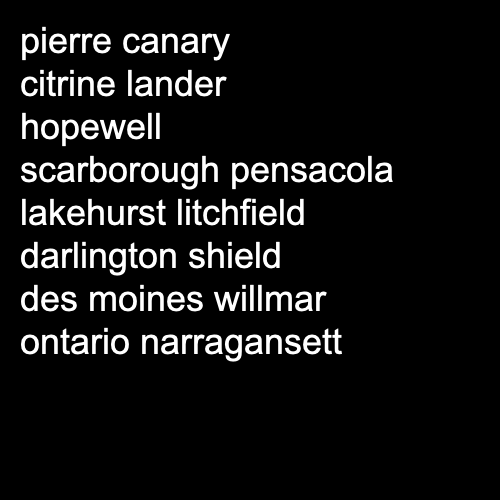 pierre canary
citrine lander
hopewell
scarborough pensacola
lakehurst litchfield
darlington shield
des moines willmar
ontario narragansett